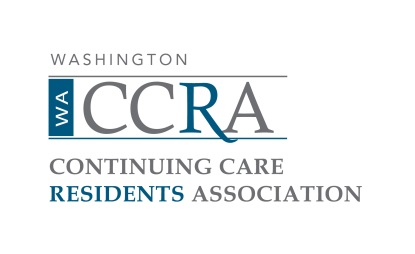 WASHINGTON
WA CCRA
CONTINUING CARE
RESIDENTS ASSOCIATION